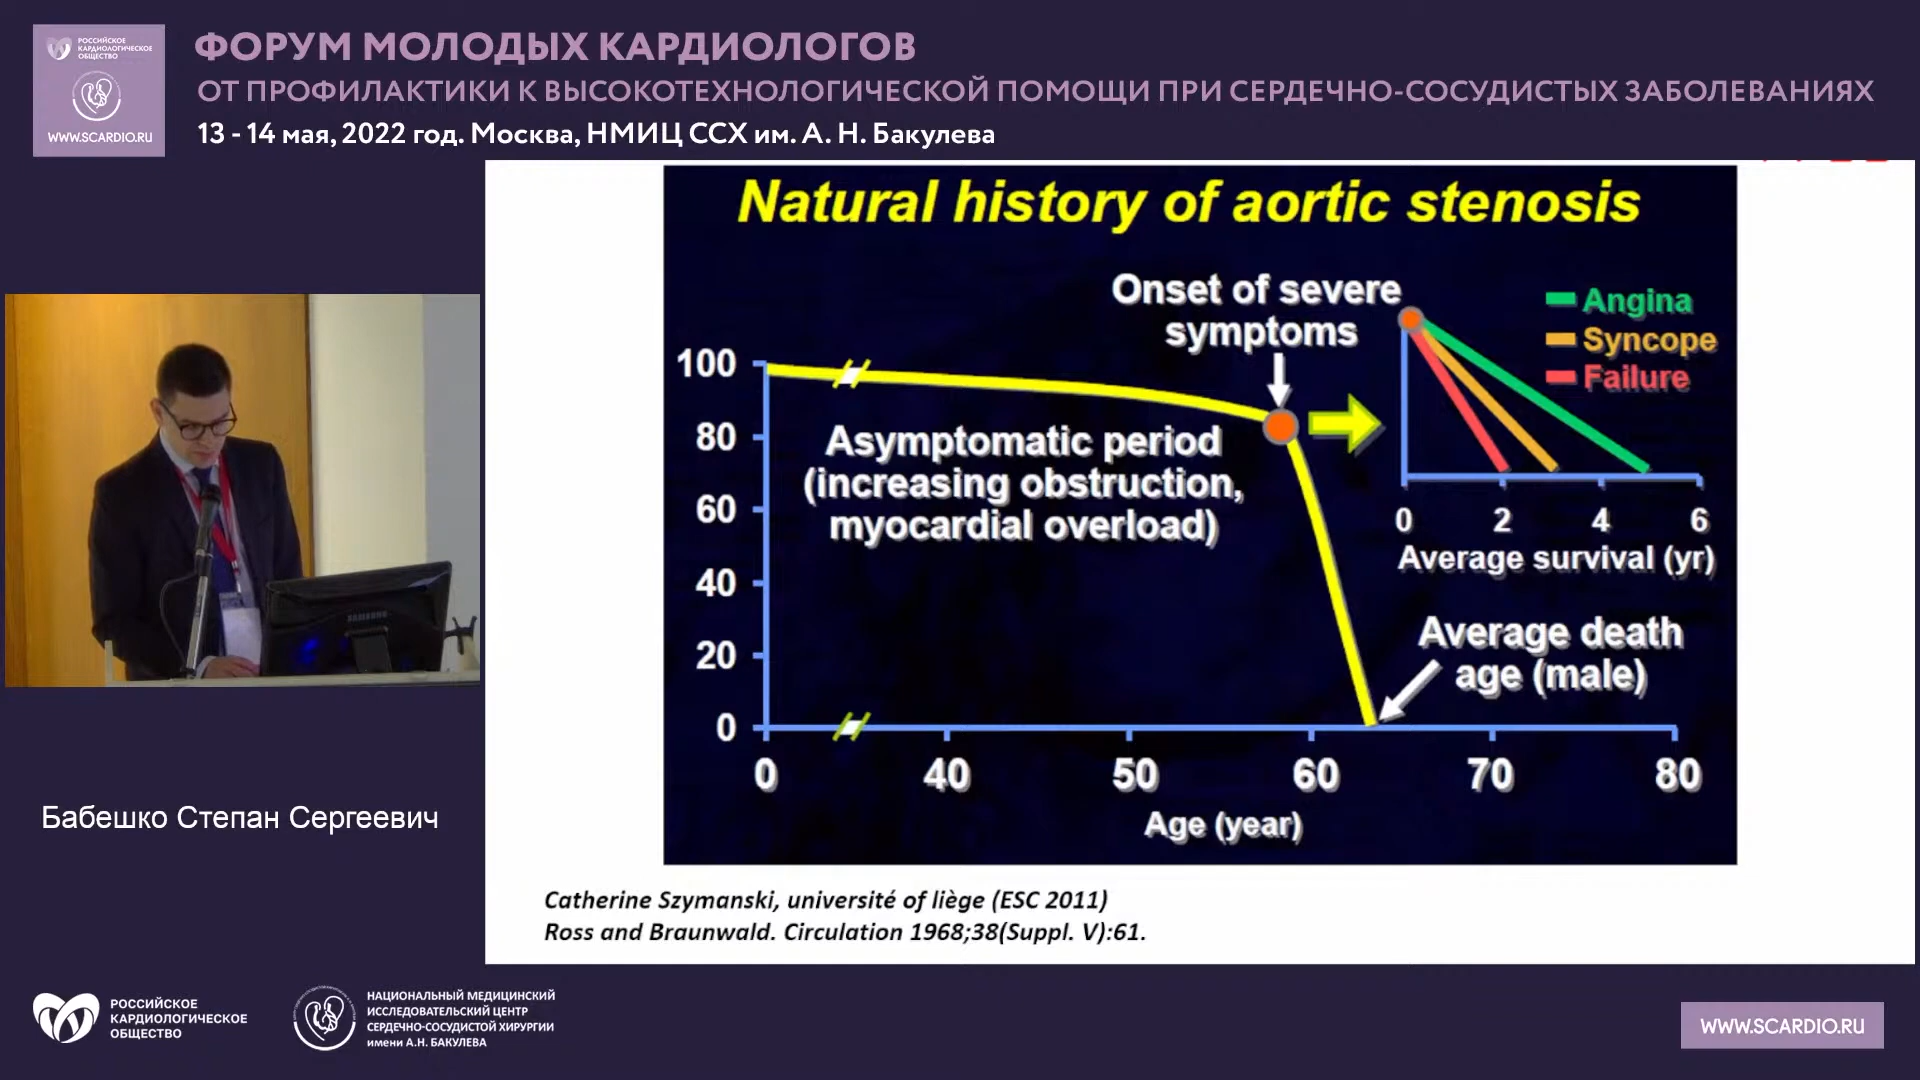 РОССИЙСКОЕ
КАРДИОЛОГИЧЕСКОЕ
ОБЩЕСТВО
WWW.SCARDIO.RU
ФОРУМ МОЛОДЫХ КАРДИОЛОГОВ
ОТ ПРОФИЛАКТИКИ К ВЫСОКОТЕХНОЛОГИЧЕСКОЙ ПОМОЩИ ПРИ СЕРДЕЧНО-СОСУДИСТЫХ ЗАБОЛЕВАНИЯХ
13 - 14 мая, 2022 год. Москва, НМИЦ ССХ им. А. Н. Бакулева
Natural history of aortic stenosis
Onset of severe
symptoms
Angina
Syncope
Failure
100
80
60
40
20
0
Asymptomatic period
(increasing obstruction,
myocardial overload)
0 2 4 6
Average survival (yr)
Average death
age (male)
0 40 50 60 70 80
Age (year)
SAMSUNG
Бабешко Степан Сергеевич
Catherine Szymanski, université of liège (ESC 2011)
Ross and Braunwald. Circulation 1968;38(Suppl. V):61.
РОССИЙСКОЕ
КАРДИОЛОГИЧЕСКОЕ
ОБЩЕСТВО
НАЦИОНАЛЬНЫЙ МЕДИЦИНСКИЙ
ИССЛЕДОВАТЕЛЬСКИЙ ЦЕНТР
СЕРДЕЧНО-СОСУДИСТОЙ ХИРУРГИИ
имени А.Н. БАКУЛЕВА
WWW.SCARDIO.RU